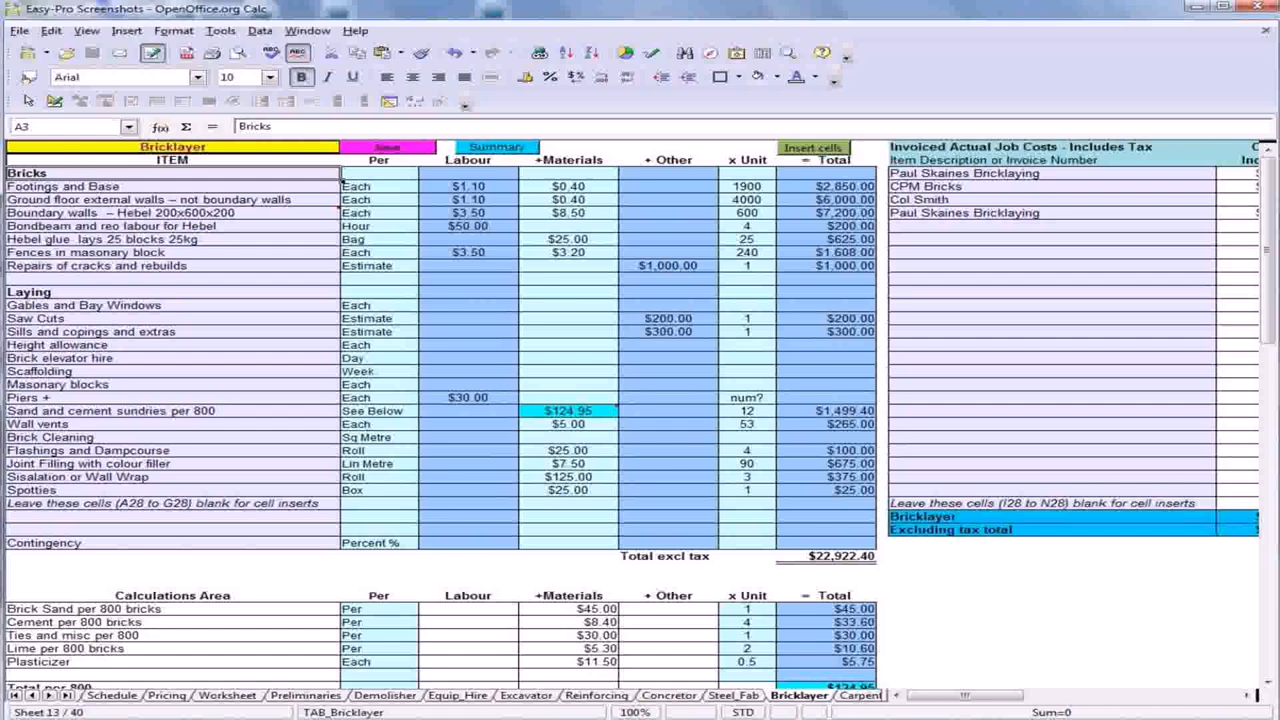 Easy-Pro Screenshots - OpenOffice.org Calc
File Edit View Insert Format Tools Data Window Help
Arial 10 B I U
A3 Σ = Bricks
Bricklayer Summary Insert cells Invoiced Actual Job Costs - Includes Tax
ITEM Per Labour +Materials + Other x Unit = Total Item Description or Invoice Number
Bricks Paul Skaines Bricklaying
Footings and Base Each $1.10 $0.40 1900 $2,850.00 CPM Bricks
Ground floor external walls – not boundary walls Each $1.10 $0.40 4000 $6,000.00 Col Smith
Boundary walls – Hebel 200x600x200 Each $3.50 $8.50 600 $7,200.00 Paul Skaines Bricklaying
Bondbeam and reo labour for Hebel Hour $50.00 4 $200.00
Hebel glue lays 25 blocks 25kg Bag $25.00 25 $625.00
Fences in masonary block Each $3.50 $3.20 240 $1,608.00
Repairs of cracks and rebuilds Estimate $1,000.00 1 $1,000.00
Laying
Gables and Bay Windows Each
Saw Cuts Estimate $200.00 1 $200.00
Sills and copings and extras Estimate $300.00 1 $300.00
Height allowance Each
Brick elevator hire Day
Scaffolding Week
Masonary blocks Each
Piers + Each $30.00 num?
Sand and cement sundries per 800 See Below $124.95 12 $1,499.40
Wall vents Each $5.00 53 $265.00
Brick Cleaning Sq Metre
Flashings and Dampcourse Roll $25.00 4 $100.00
Joint Filling with colour filler Lin Metre $7.50 90 $675.00
Sisalation or Wall Wrap Roll $125.00 3 $375.00
Spotties Box $25.00 1 $25.00
Leave these cells (A28 to G28) blank for cell inserts Leave these cells (I28 to N28) blank for cell inserts
Bricklayer
Excluding tax total
Contingency Percent %
Total excl tax $22,922.40
Calculations Area Per Labour +Materials + Other x Unit = Total
Brick Sand per 800 bricks Per $45.00 1 $45.00
Cement per 800 bricks Per $8.40 4 $33.60
Ties and misc per 800 Per $30.00 1 $30.00
Lime per 800 bricks Per $5.30 2 $10.60
Plasticizer Each $11.50 0.5 $5.75
Total per 800 $124.95
Schedule Pricing Worksheet Preliminaries Demolisher Equip_Hire Excavator Reinforcing Concretor Steel_Fab Bricklayer Carpent
Sheet 13 / 40 TAB_Bricklayer 100% STD Sum=0